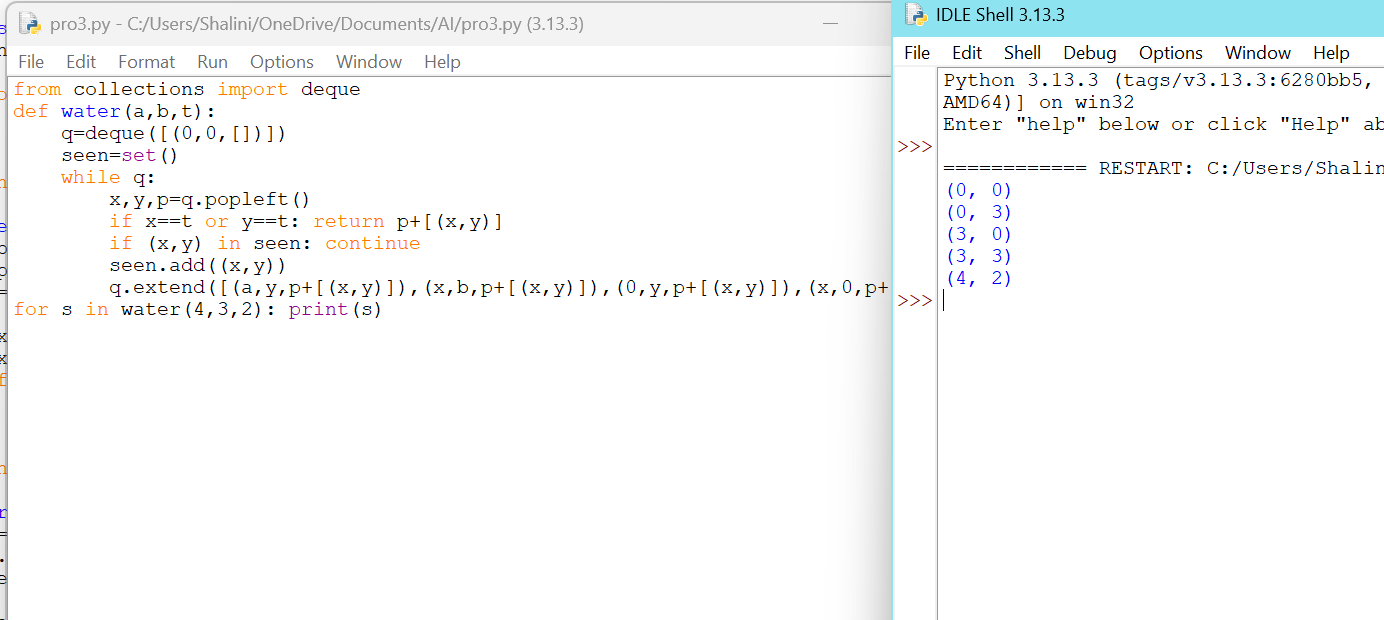 pro3.py - C:/Users/Shalini/OneDrive/Documents/AI/pro3.py (3.13.3)
File Edit Format Run Options Window Help
from collections import deque
def water(a,b,t):
    q=deque([(0,0,[])])
    seen=set()
    while q:
        x,y,p=q.popleft()
        if x==t or y==t: return p+[(x,y)]
        if (x,y) in seen: continue
        seen.add((x,y))
        q.extend([(a,y,p+[(x,y)]),(x,b,p+[(x,y)]),(0,y,p+[(x,y)]),(x,0,p+
for s in water(4,3,2): print(s)
IDLE Shell 3.13.3
File Edit Shell Debug Options Window Help
Python 3.13.3 (tags/v3.13.3:6280bb5,
AMD64)] on win32
Enter "help" below or click "Help" ab
>>>
============ RESTART: C:/Users/Shalin
(0, 0)
(0, 3)
(3, 0)
(3, 3)
(4, 2)
>>>